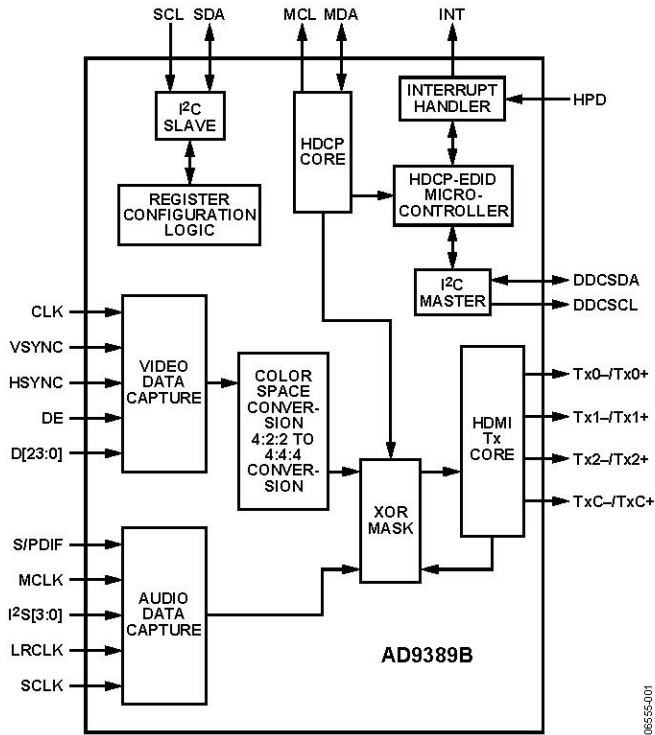 SCL SDA MCL MDA INT
I²C
SLAVE
REGISTER
CONFIGURATION
LOGIC
HDCP
CORE
INTERRUPT
HANDLER
HPD
HDCP-EDID
MICRO-
CONTROLLER
I²C
MASTER
DDCSDA
DDCSCL
CLK
VSYNC
HSYNC
DE
D[23:0]
VIDEO
DATA
CAPTURE
COLOR
SPACE
CONVER-
SION
4:2:2 TO
4:4:4
CONVER-
SION
XOR
MASK
HDMI
Tx
CORE
Tx0–/Tx0+
Tx1–/Tx1+
Tx2–/Tx2+
TxC–/TxC+
S/PDIF
MCLK
I²S[3:0]
LRCLK
SCLK
AUDIO
DATA
CAPTURE
AD9389B
06555-001